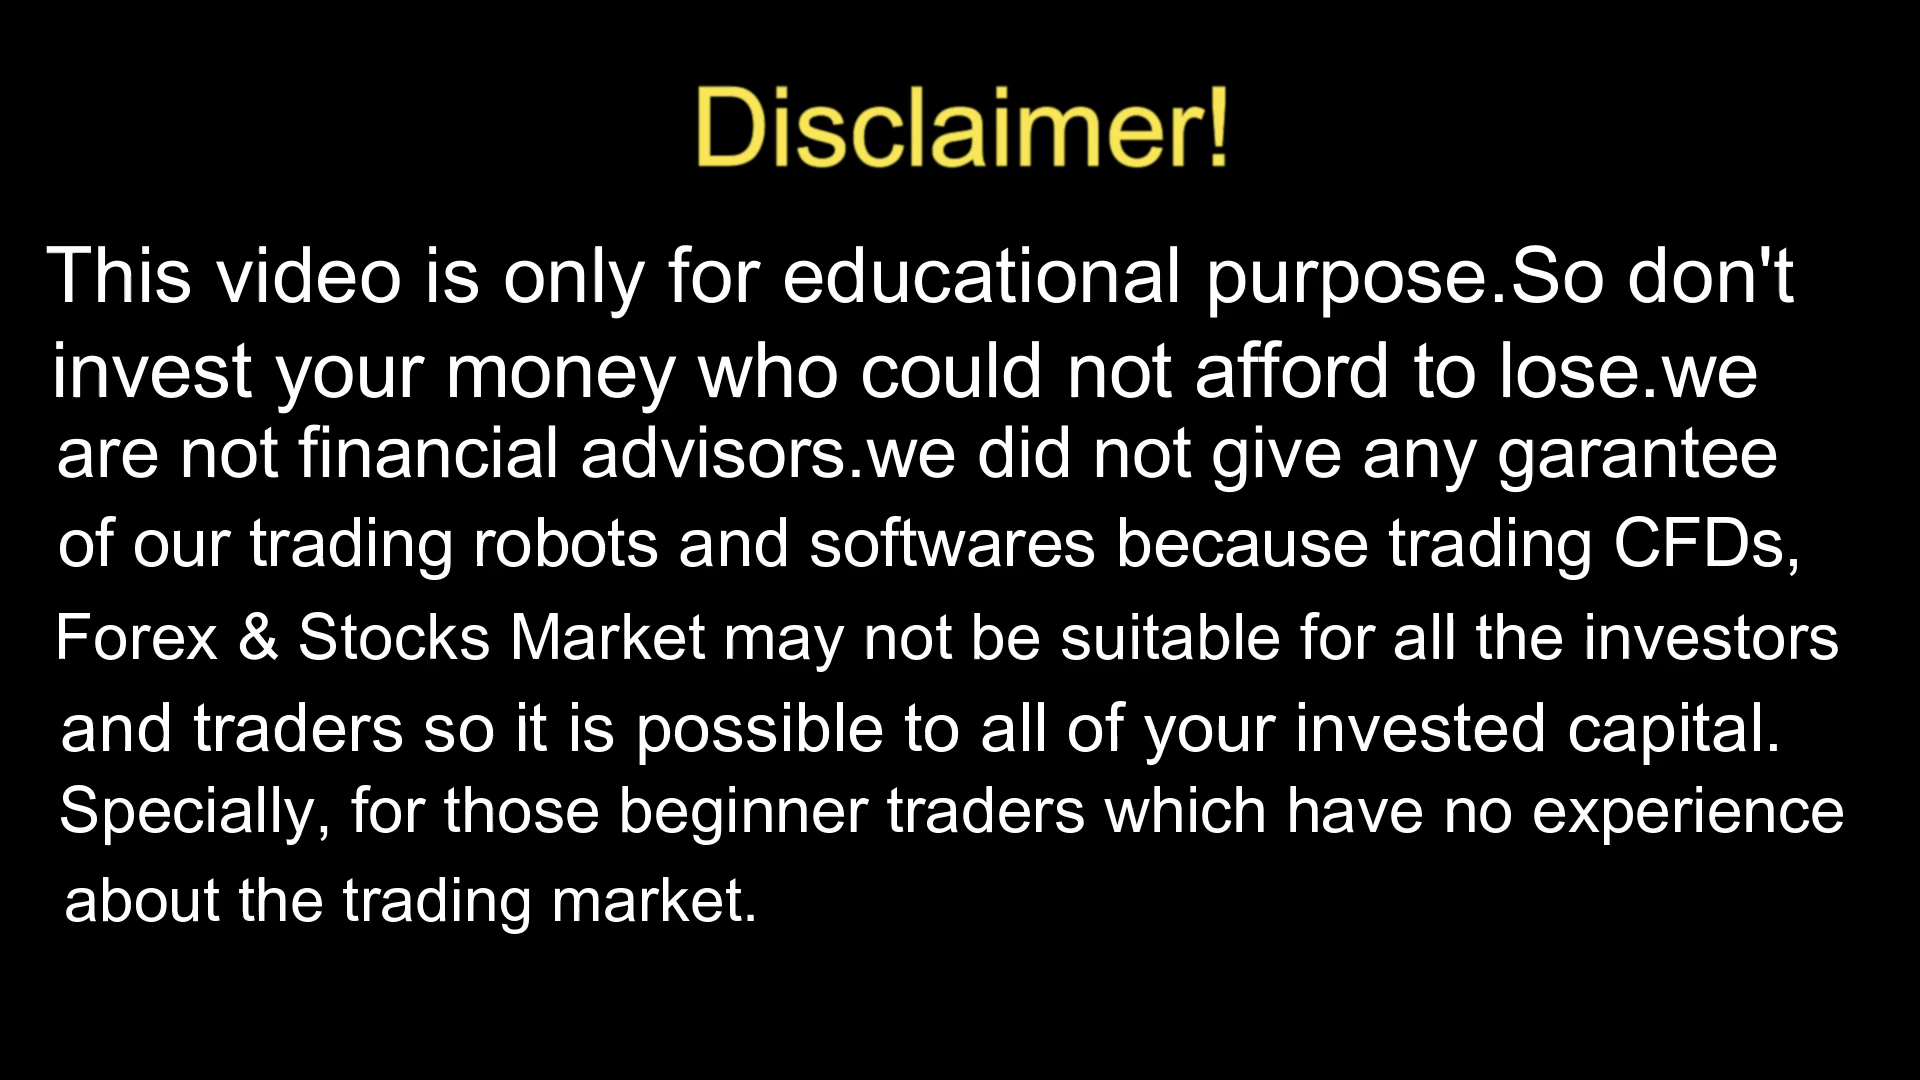 Disclaimer!
This video is only for educational purpose.So don't
invest your money who could not afford to lose.we
are not financial advisors.we did not give any garantee
of our trading robots and softwares because trading CFDs,
Forex & Stocks Market may not be suitable for all the investors
and traders so it is possible to all of your invested capital.
Specially, for those beginner traders which have no experience
about the trading market.